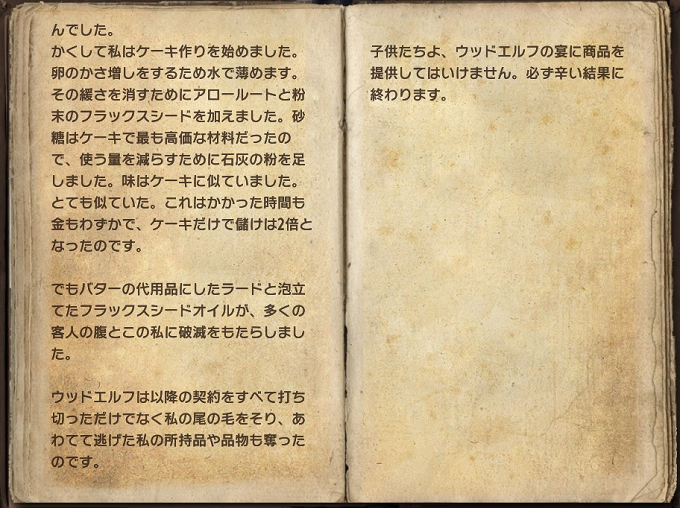 んでした。
かくして私はケーキ作りを始めました。
卵のかさ増しをするため水で薄めます。
その緩さを消すためにアロールートと粉
末のフラックスシードを加えました。砂
糖はケーキで最も高価な材料だったの
で、使う量を減らすために石灰の粉を足
しました。味はケーキに似ていました。
とても似ていた。これはかかった時間も
金もわずかで、ケーキだけで儲けは2倍と
なったのです。
でもバターの代用品にしたラードと泡立
てたフラックスシードオイルが、多くの
客人の腹とこの私に破滅をもたらしまし
た。
ウッドエルフは以降の契約をすべて打ち
切っただけでなく私の尾の毛をそり、あ
わてて逃げた私の所持品や品物も奪った
のです。
子供たちよ、ウッドエルフの宴に商品を
提供してはいけません。必ず辛い結果に
終わります。